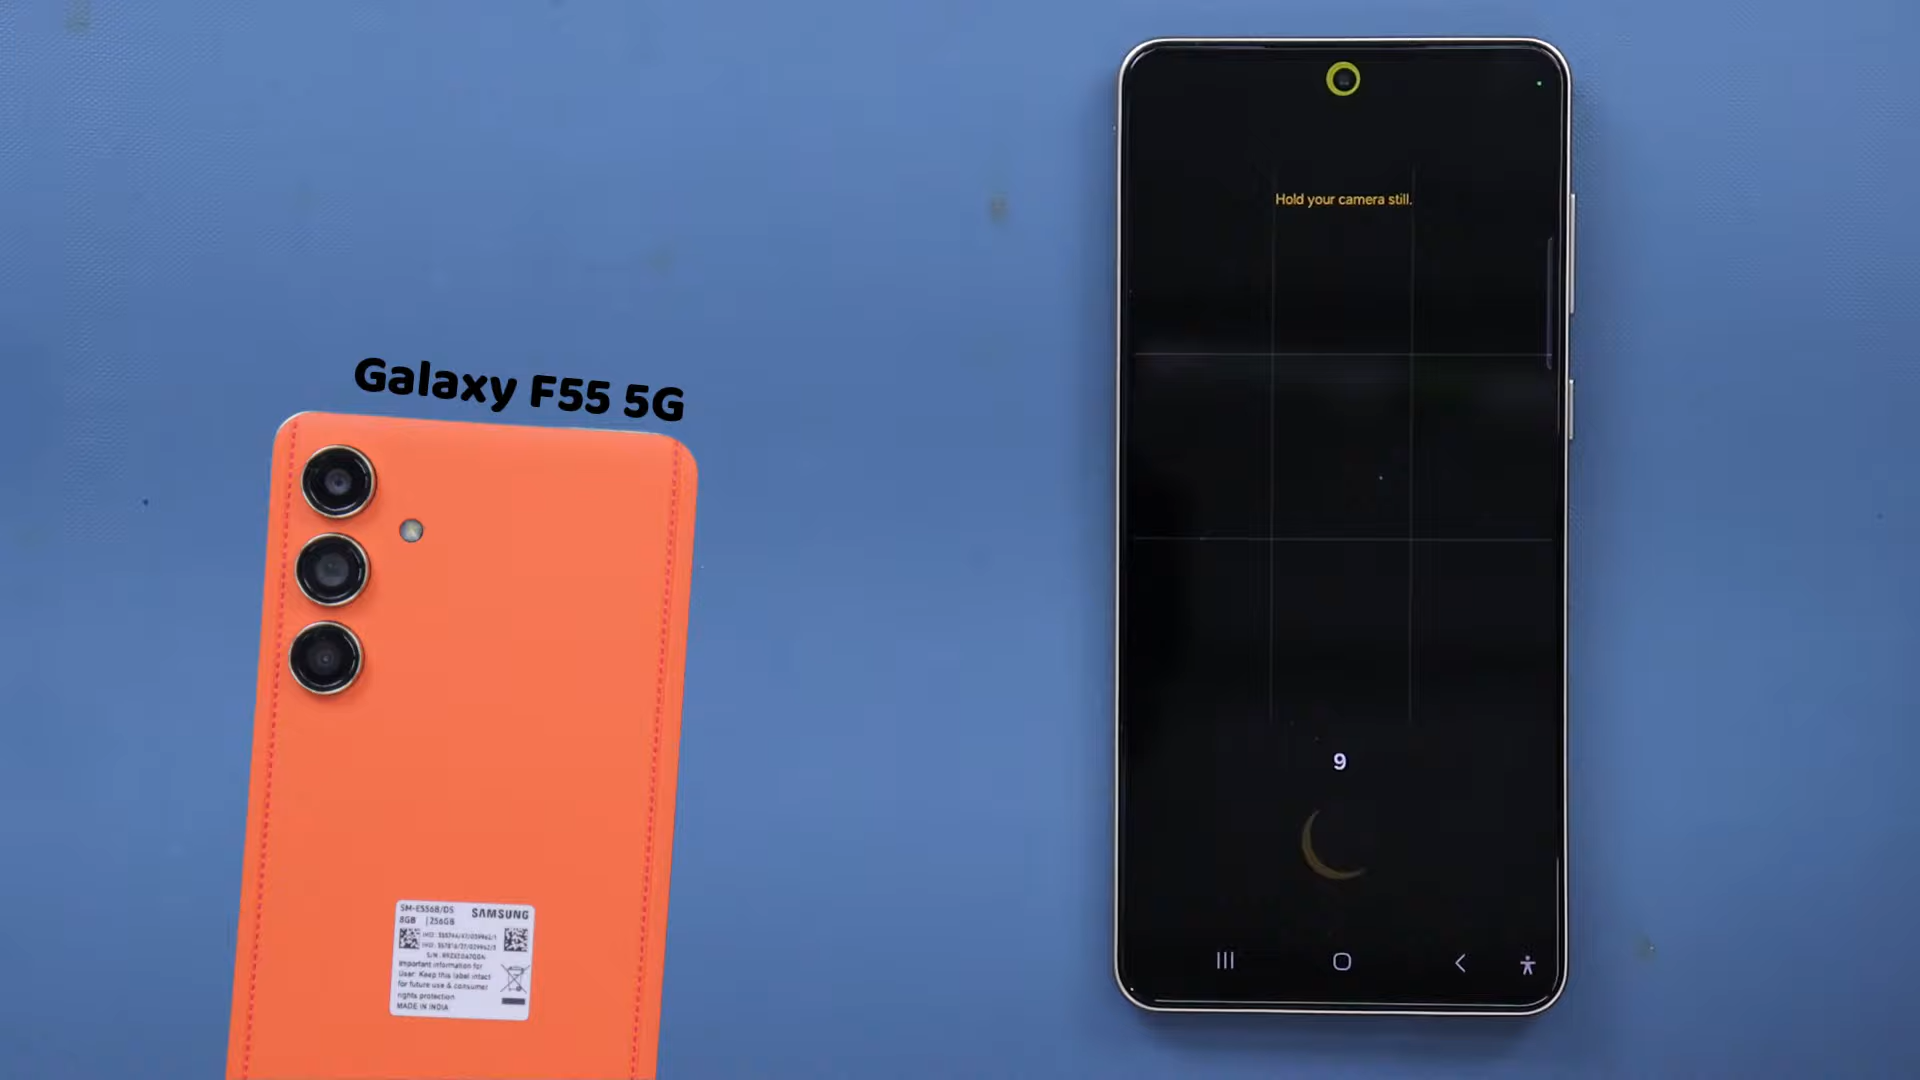 Galaxy F55 5G
Hold your camera still.
9
SM-E556B/DS SAMSUNG
8GB | 256GB
Important information for
User: Keep this label intact
for future use & consumer
rights protection
MADE IN INDIA